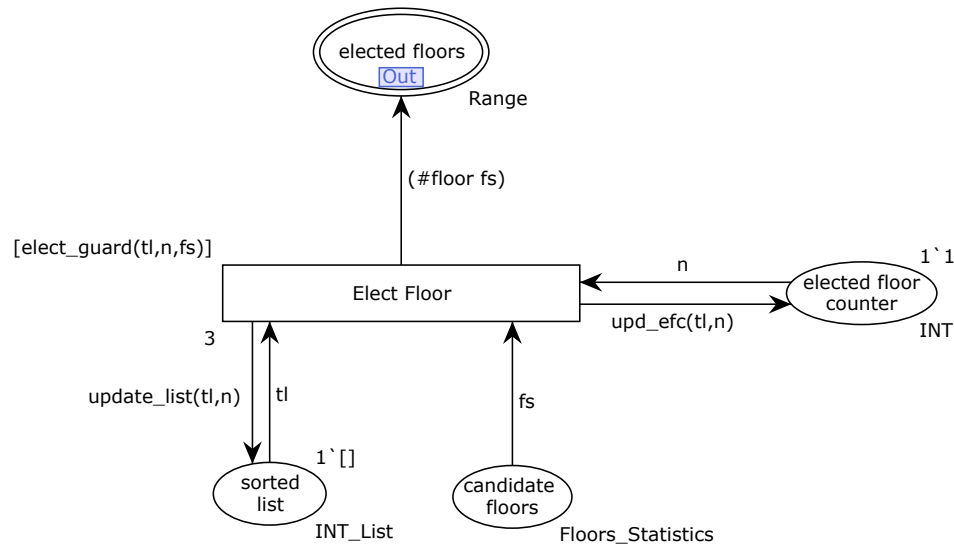 elected floors
Out
Range
(#floor fs)
[elect_guard(tl,n,fs)]
Elect Floor
n
1`1
elected floor
counter
upd_efc(tl,n)
INT
3
update_list(tl,n)
tl
fs
1`[]
sorted
list
INT_List
candidate
floors
Floors_Statistics